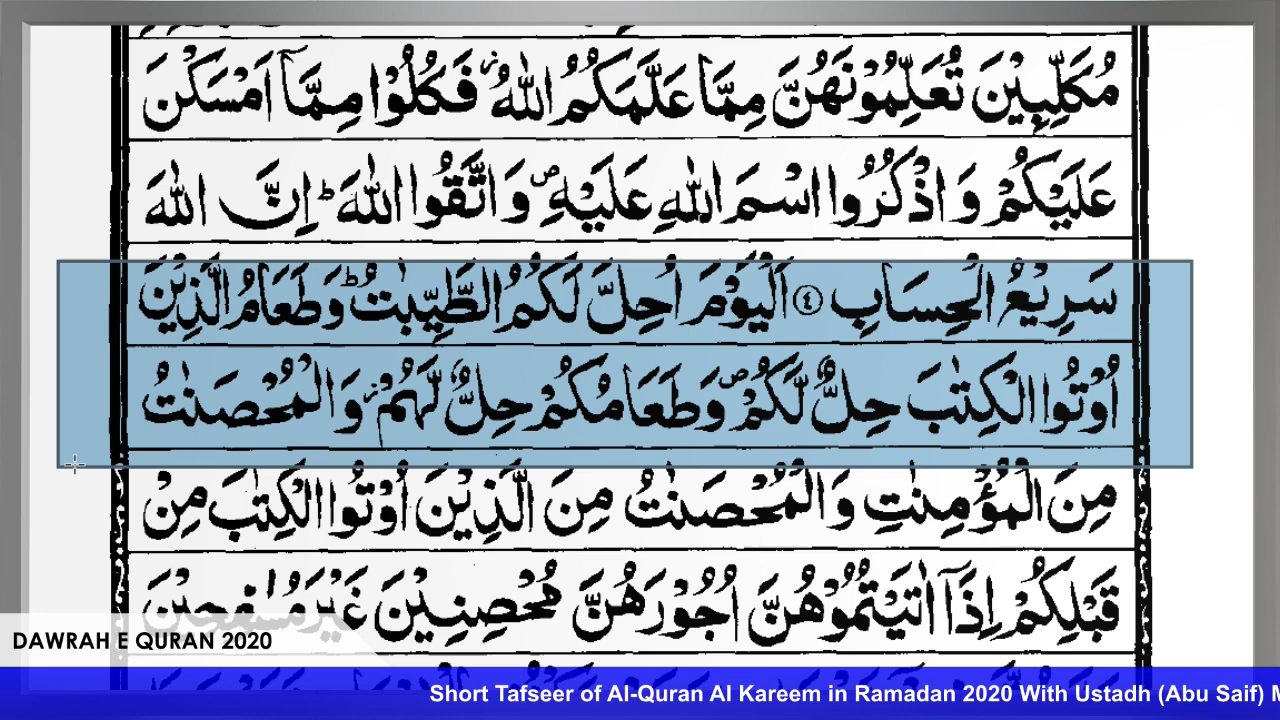 مُكَلِّبِيْنَ تُعَلِّمُوْنَهُنَّ مِمَّا عَلَّمَكُمُ اللّٰهُ ز فَكُلُوْا مِمَّاۤ اَمْسَكْنَ
عَلَيْكُمْ وَ اذْكُرُوا اسْمَ اللّٰهِ عَلَيْهِ ص وَ اتَّقُوا اللّٰهَ ط اِنَّ اللّٰهَ
سَرِيْعُ الْحِسَابِ ﴿٤﴾ اَلْيَوْمَ اُحِلَّ لَكُمُ الطَّيِّبٰتُ ط وَ طَعَامُ الَّذِيْنَ
اُوْتُوا الْكِتٰبَ حِلٌّ لَّكُمْ ص وَ طَعَامُكُمْ حِلٌّ لَّهُمْ ز وَ الْمُحْصَنٰتُ
مِنَ الْمُؤْمِنٰتِ وَ الْمُحْصَنٰتُ مِنَ الَّذِيْنَ اُوْتُوا الْكِتٰبَ مِنْ
قَبْلِكُمْ اِذَاۤ اٰتَيْتُمُوْهُنَّ اُجُوْرَهُنَّ مُحْصِنِيْنَ غَيْرَ مُسٰفِحِيْنَ
DAWRAH E QURAN 2020
Short Tafseer of Al-Quran Al Kareem in Ramadan 2020 With Ustadh (Abu Saif) M